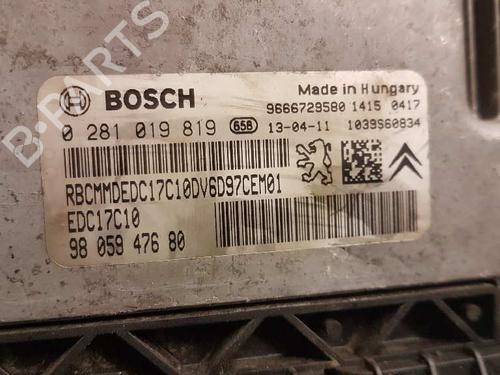 BOSCH
Made in Hungary
9666729580 1415 0417
0 281 019 819 658 13-04-11 1039S60834
RBCMMDEDC17C10DV6D97CEM01
EDC17C10
98 059 476 80
B-PARTS